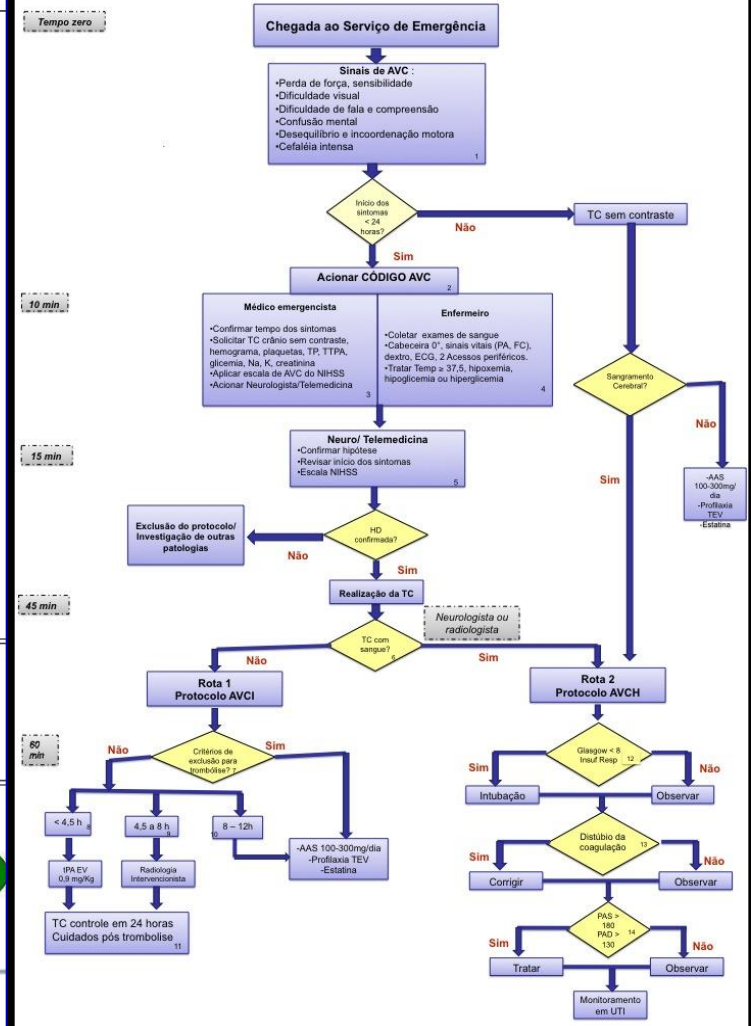 Tempo zero
Chegada ao Serviço de Emergência
Sinais de AVC :
•Perda de força, sensibilidade
•Dificuldade visual
•Dificuldade de fala e compreensão
•Confusão mental
•Desequilíbrio e incoordenação motora
•Cefaléia intensa
1
Início dos
sintomas
< 24
horas?
Não
TC sem contraste
Sim
Acionar CÓDIGO AVC
2
10 min
Médico emergencista
•Confirmar tempo dos sintomas
•Solicitar TC crânio sem contraste,
hemograma, plaquetas, TP, TTPA,
glicemia, Na, K, creatinina
•Aplicar escala de AVC do NIHSS
•Acionar Neurologista/Telemedicina
3
Enfermeiro
•Coletar exames de sangue
•Cabeceira 0°, sinais vitais (PA, FC),
dextro, ECG, 2 Acessos periféricos.
•Tratar Temp ≥ 37,5, hipoxemia,
hipoglicemia ou hiperglicemia
4
Sangramento
Cerebral?
Não
Sim
-AAS
100-300mg/
dia
-Profilaxia
TEV
-Estatina
15 min
Neuro/ Telemedicina
•Confirmar hipótese
•Revisar início dos sintomas
•Escala NIHSS
5
HD
confirmada?
Não
Exclusão do protocolo/
Investigação de outras
patologias
Sim
Realização da TC
45 min
Neurologista ou
radiologista
TC com
sangue?
6
Não
Sim
Rota 1
Protocolo AVCI
Rota 2
Protocolo AVCH
60
min
Critérios de
exclusão para
trombólise? 7
Não
Sim
< 4,5 h
8
4,5 a 8 h
9
8 – 12h
10
-AAS 100-300mg/dia
-Profilaxia TEV
-Estatina
tPA EV
0,9 mg/Kg
Radiologia
Intervencionista
TC controle em 24 horas
Cuidados pós trombolise
11
Glasgow < 8
Insuf Resp
12
Sim
Não
Intubação
Observar
Distúbio da
coagulação
13
Sim
Não
Corrigir
Observar
PAS >
180
PAD >
130
14
Sim
Não
Tratar
Observar
Monitoramento
em UTI